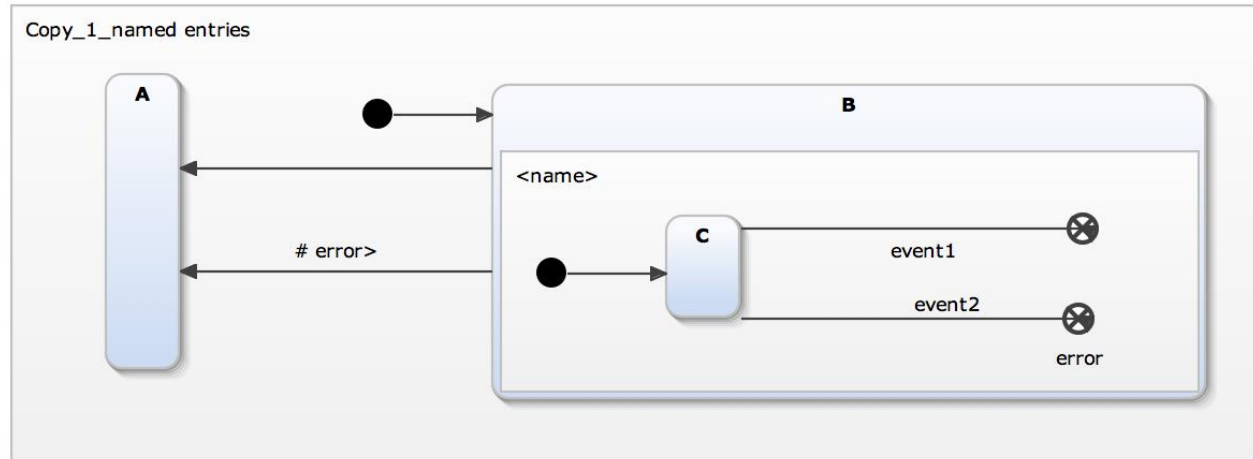 Copy_1_named entries
A
B
<name>
C
event1
# error>
event2
error